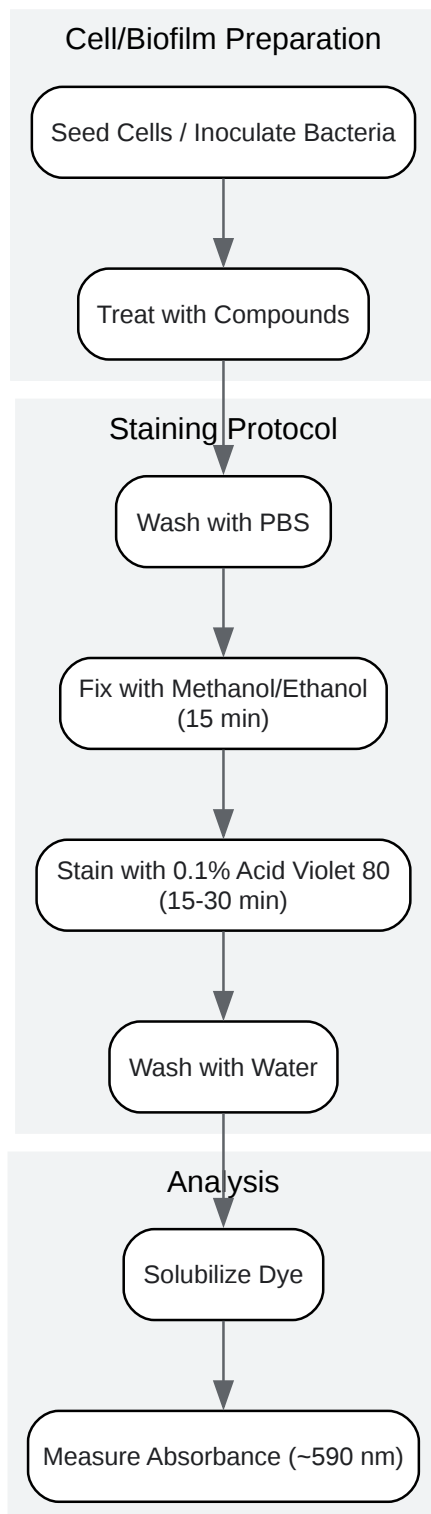 Cell/Biofilm Preparation
Seed Cells / Inoculate Bacteria
Treat with Compounds
Staining Protocol
Wash with PBS
Fix with Methanol/Ethanol
(15 min)
Stain with 0.1% Acid Violet 80
(15-30 min)
Wash with Water
Analysis
Solubilize Dye
Measure Absorbance (~590 nm)